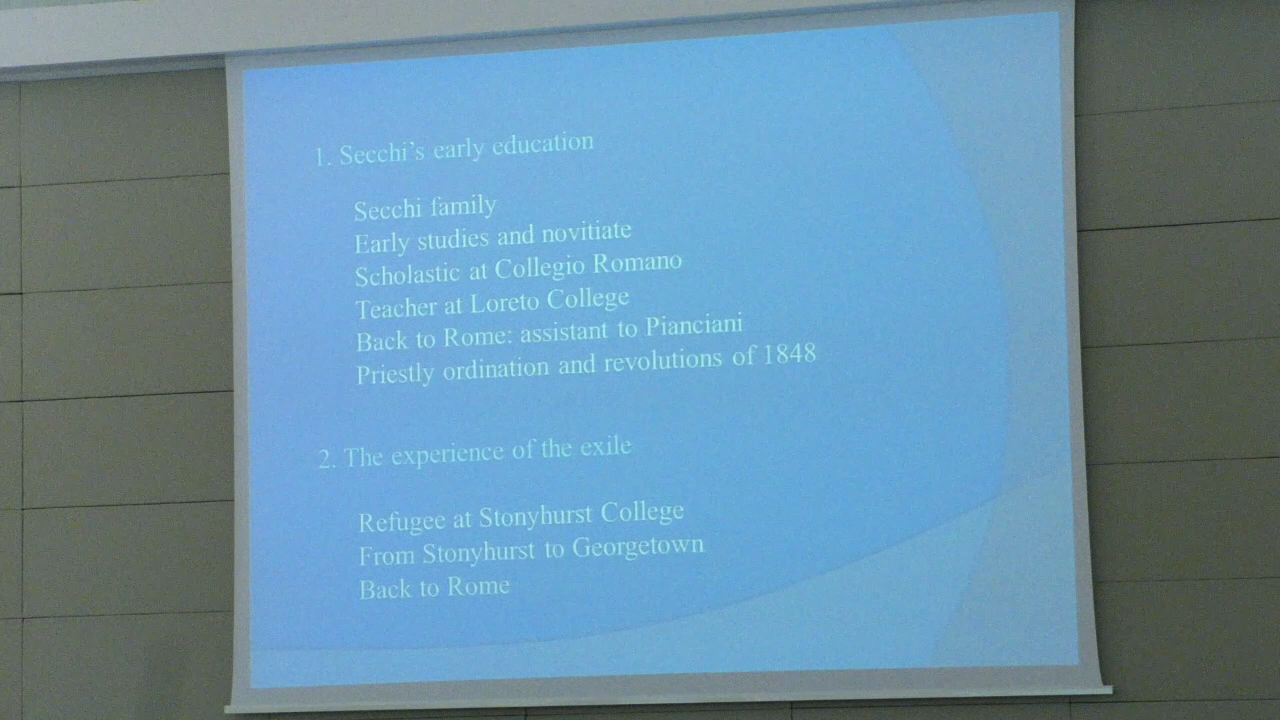 1. Secchi's early education
Secchi family
Early studies and novitiate
Scholastic at Collegio Romano
Teacher at Loreto College
Back to Rome: assistant to Pianciani
Priestly ordination and revolutions of 1848
2. The experience of the exile
Refugee at Stonyhurst College
From Stonyhurst to Georgetown
Back to Rome